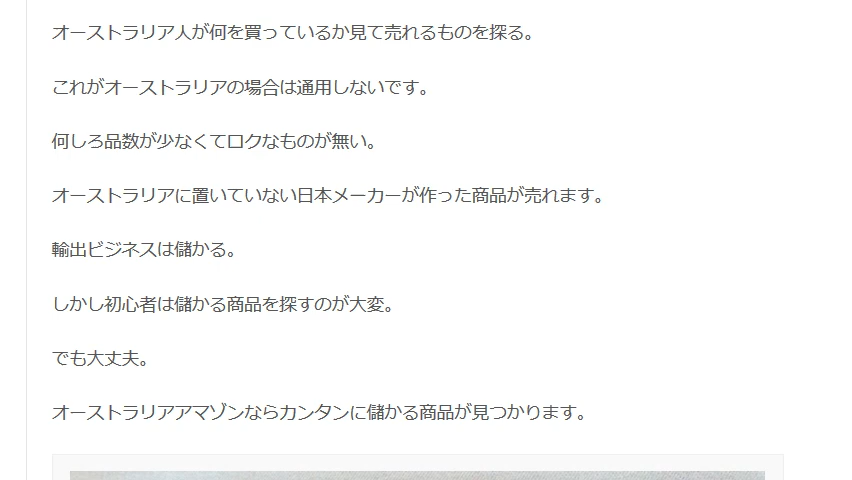 オーストラリア人が何を買っているか見て売れるものを探る。
これがオーストラリアの場合は通用しないです。
何しろ品数が少なくてロクなものが無い。
オーストラリアに置いていない日本メーカーが作った商品が売れます。
輸出ビジネスは儲かる。
しかし初心者は儲かる商品を探すのが大変。
でも大丈夫。
オーストラリアアマゾンならカンタンに儲かる商品が見つかります。